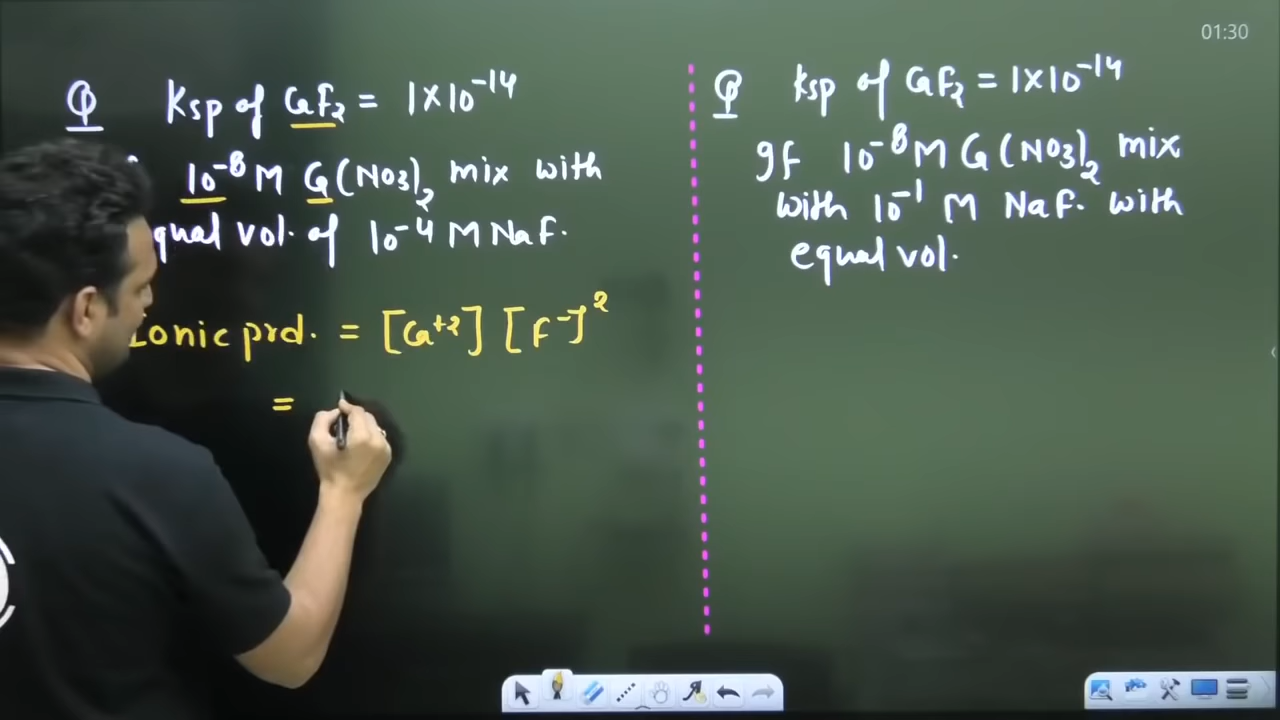 Q Ksp of CaF₂ = 1×10⁻¹⁴
10⁻⁸ M Ca(NO3)₂ mix with
qual vol. of 10⁻⁴ M NaF.
Ionic prd. = [Ca⁺²] [F⁻]²
=
01:30
Q Ksp of CaF₂ = 1×10⁻¹⁴
If 10⁻⁸ M Ca(NO3)₂ mix
with 10⁻¹ M NaF. with
equal vol.